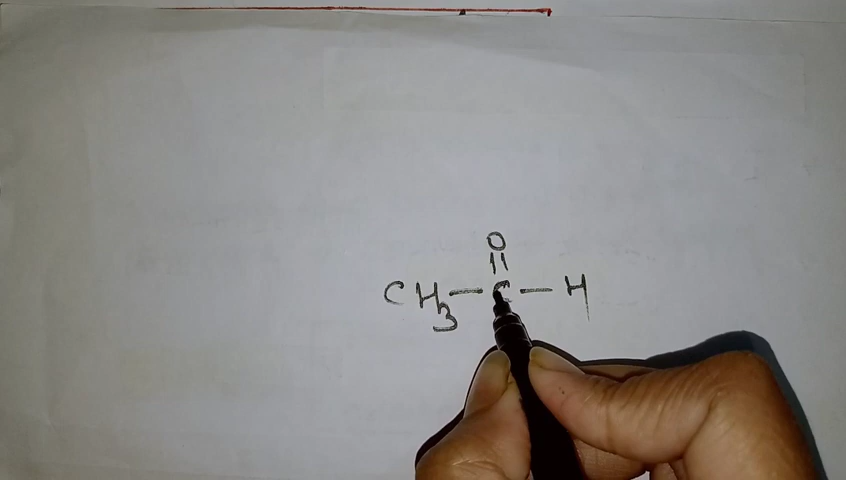 O
||
CH₃ — C — H